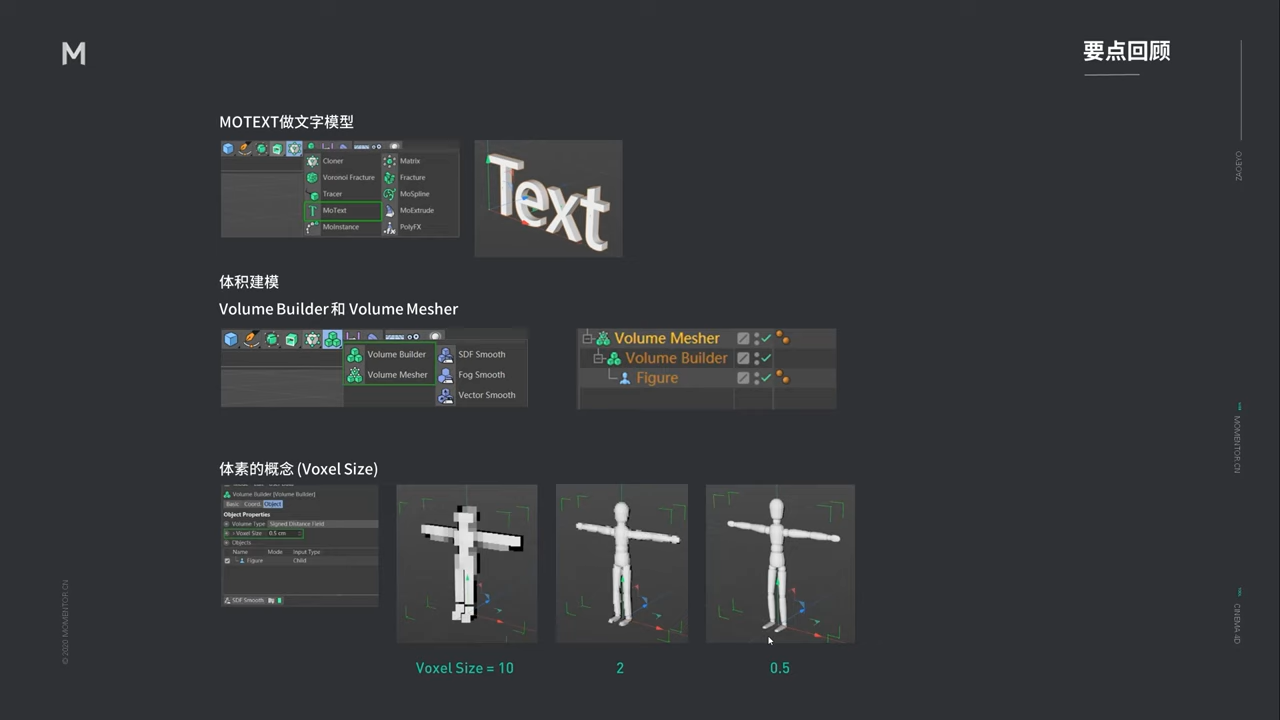 M
要点回顾
MOTEXT做文字模型
Cloner
Matrix
Voronoi Fracture
Fracture
Tracer
MoSpline
MoText
MoExtrude
MoInstance
PolyFX
Text
体积建模
Volume Builder 和 Volume Mesher
Volume Builder
SDF Smooth
Volume Mesher
Fog Smooth
Vector Smooth
Volume Mesher
Volume Builder
Figure
体素的概念 (Voxel Size)
Volume Builder [Volume Builder]
Basic Coord. Object
Object Properties
Volume Type Signed Distance Field
Voxel Size 0.5 cm
Objects
Name Mode Input Type
Figure Child
SDF Smooth
Voxel Size = 10
2
0.5
© 2020 MOMENTOR.CN
ZAOEYO
MOMENTOR.CN
CINEMA 4D